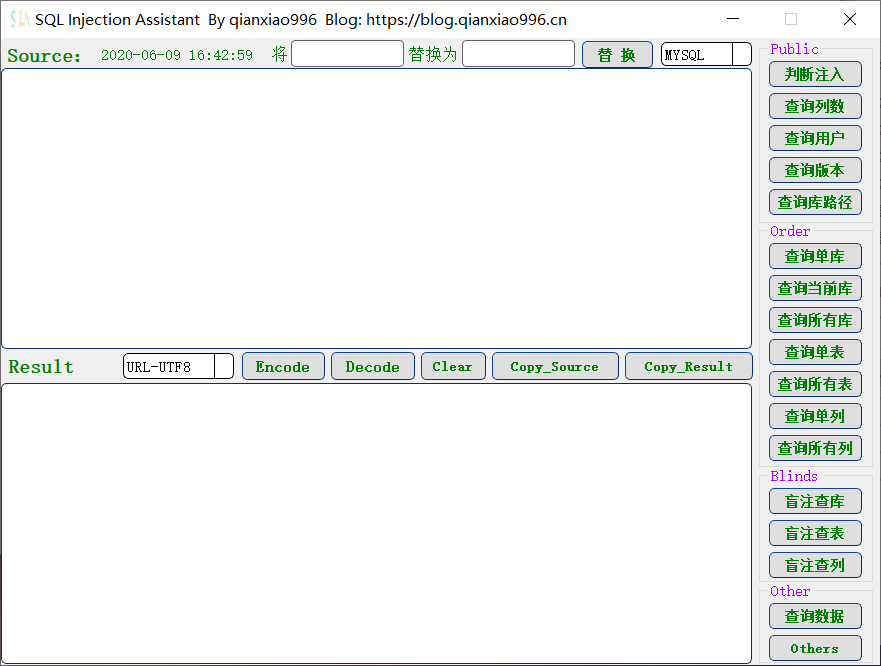 SQL Injection Assistant By qianxiao996 Blog: https://blog.qianxiao996.cn
Source: 2020-06-09 16:42:59 将 替换为 替 换 MYSQL
Result URL-UTF8 Encode Decode Clear Copy_Source Copy_Result
Public
判断注入
查询列数
查询用户
查询版本
查询库路径
Order
查询单库
查询当前库
查询所有库
查询单表
查询所有表
查询单列
查询所有列
Blinds
盲注查库
盲注查表
盲注查列
Other
查询数据
Others